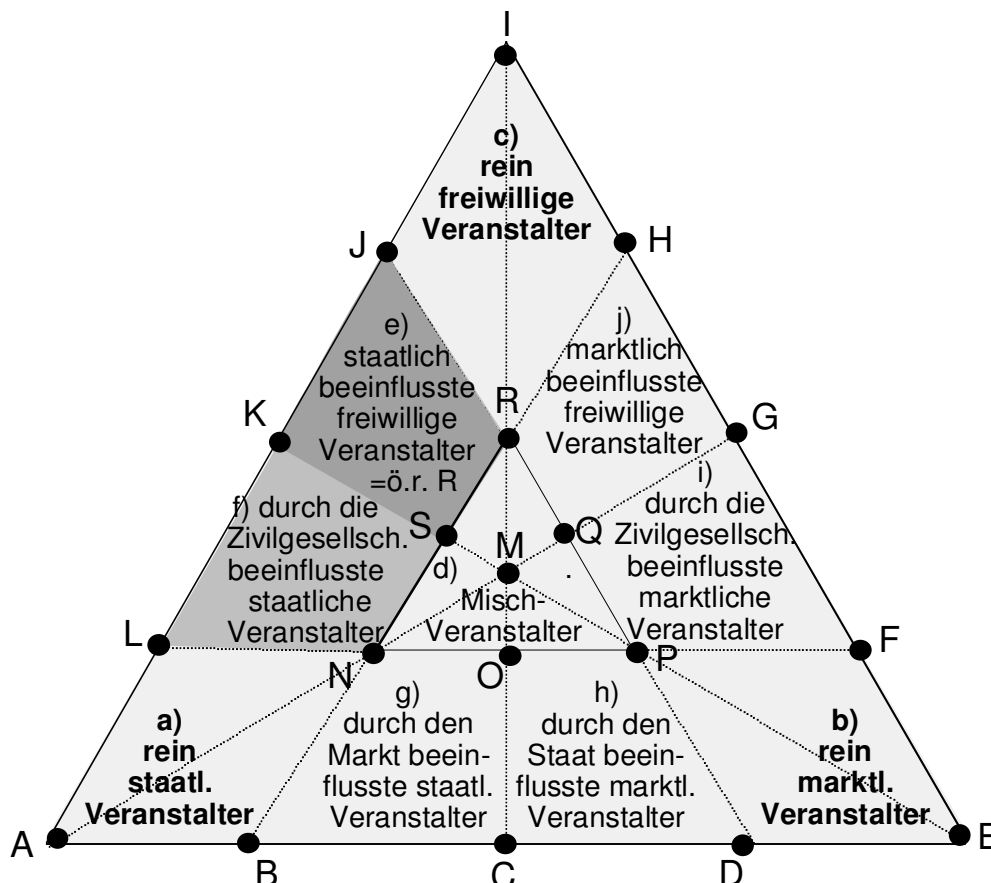 I
c)
rein
freiwillige
Veranstalter
J
H
e)
staatlich
beeinflusste
freiwillige
Veranstalter
=ö.r. R
j)
marktlich
beeinflusste
freiwillige
Veranstalter
K
R
G
f) durch die
Zivilgesellsch.
beeinflusste
staatliche
Veranstalter
i)
durch die
Zivilgesellsch.
beeinflusste
marktliche
Veranstalter
S
Q
M
d)
.
Misch-
Veranstalter
L
N
O
P
F
a)
rein
staatl.
Veranstalter
g)
durch den
Markt beein-
flusste staatl.
Veranstalter
h)
durch den
Staat beein-
flusste marktl.
Veranstalter
b)
rein
marktl.
Veranstalter
A
B
C
D
E